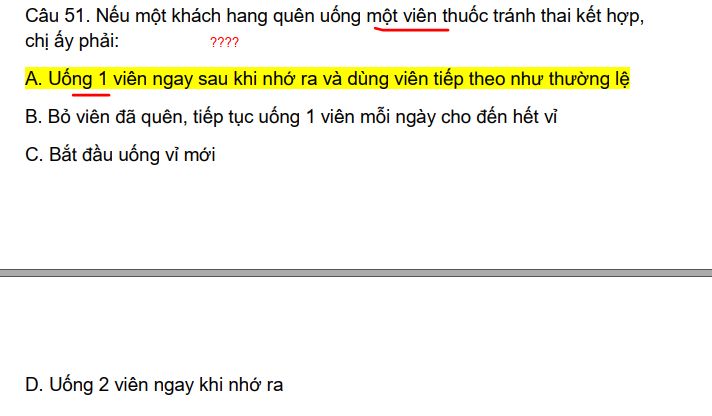 Câu 51. Nếu một khách hang quên uống một viên thuốc tránh thai kết hợp,
chị ấy phải: ????
A. Uống 1 viên ngay sau khi nhớ ra và dùng viên tiếp theo như thường lệ
B. Bỏ viên đã quên, tiếp tục uống 1 viên mỗi ngày cho đến hết vỉ
C. Bắt đầu uống vỉ mới
D. Uống 2 viên ngay khi nhớ ra